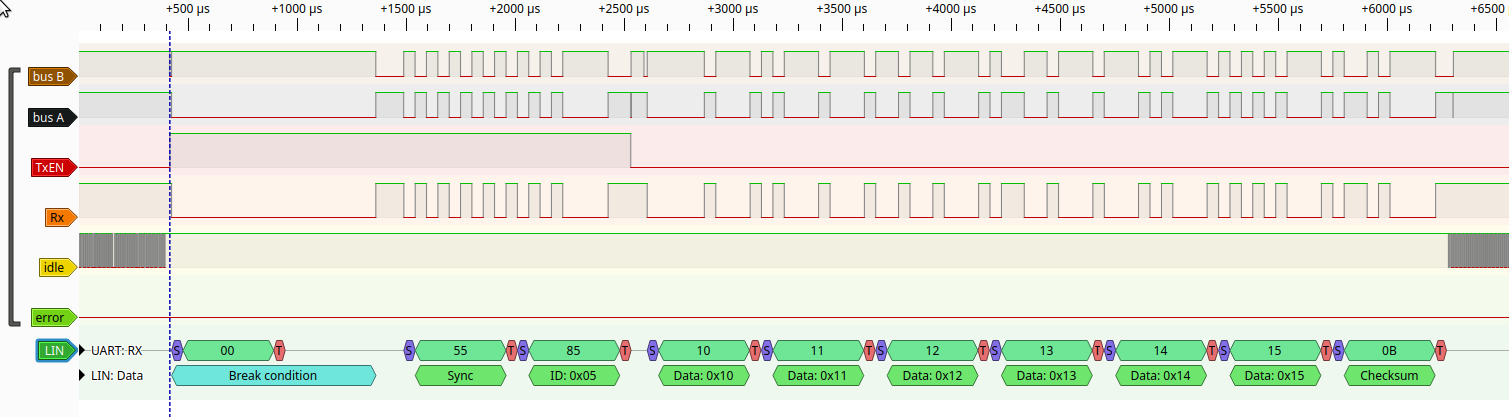 +500 µs +1000 µs +1500 µs +2000 µs +2500 µs +3000 µs +3500 µs +4000 µs +4500 µs +5000 µs +5500 µs +6000 µs +6500
bus B
bus A
TxEN
Rx
idle
error
LIN UART: RX S 00 T S 55 T S 85 T S 10 T S 11 T S 12 T S 13 T S 14 T S 15 T S 0B T
LIN: Data Break condition Sync ID: 0x05 Data: 0x10 Data: 0x11 Data: 0x12 Data: 0x13 Data: 0x14 Data: 0x15 Checksum